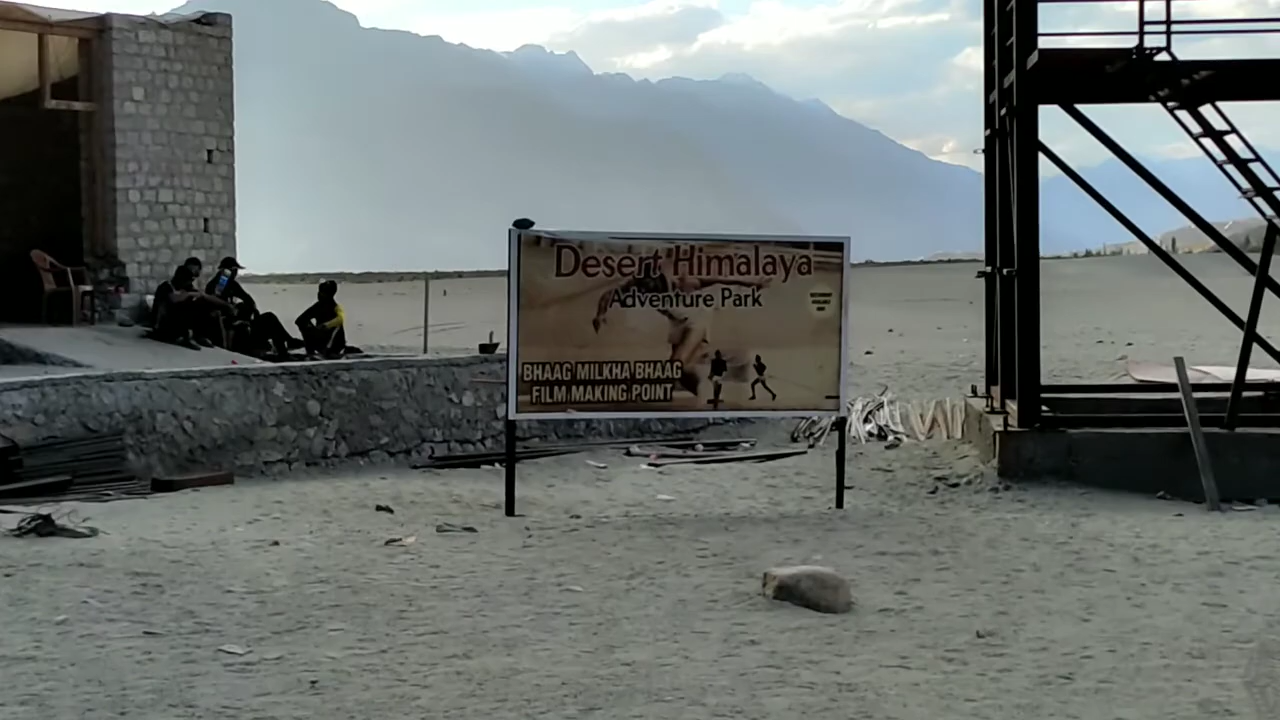 Desert Himalaya
Adventure Park
BHAAG MILKHA BHAAG
FILM MAKING POINT